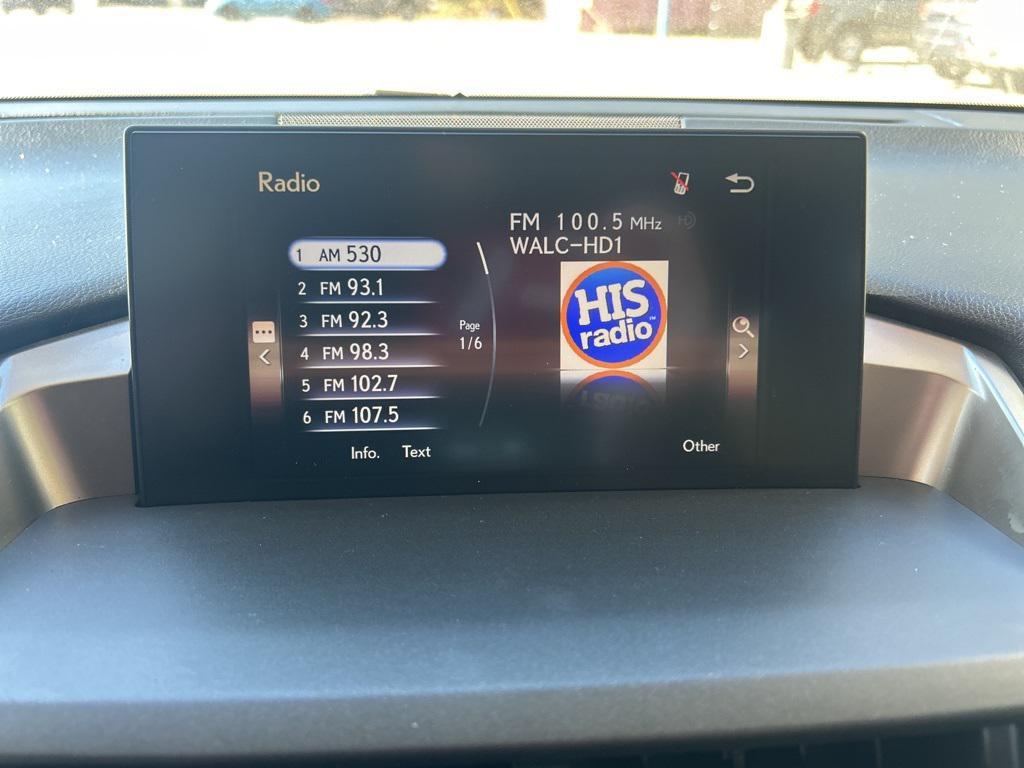 Radio
FM 100.5 MHz
WALC-HD1
1 AM 530
2 FM 93.1
3 FM 92.3
4 FM 98.3
5 FM 102.7
6 FM 107.5
Page
1/6
HIS
radio
Info. Text
Other